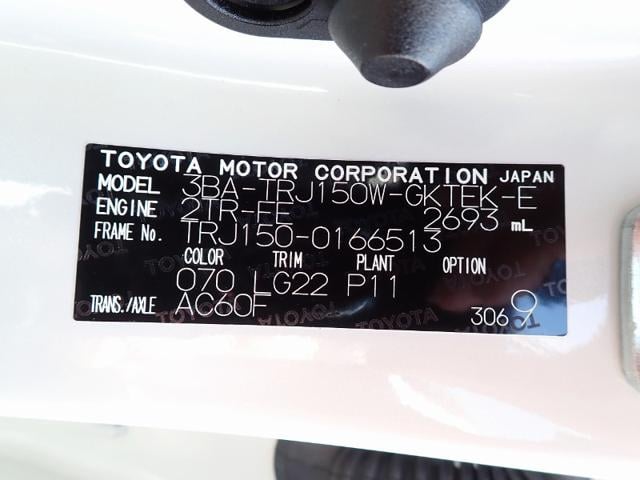 TOYOTA MOTOR CORPORATION JAPAN
MODEL 3BA-TRJ150W-GKTEK-E
ENGINE 2TR-FE 2693 mL
FRAME No. TRJ150-0166513
COLOR TRIM PLANT OPTION
070 LG22 P11
TRANS./AXLE AC60F
3069